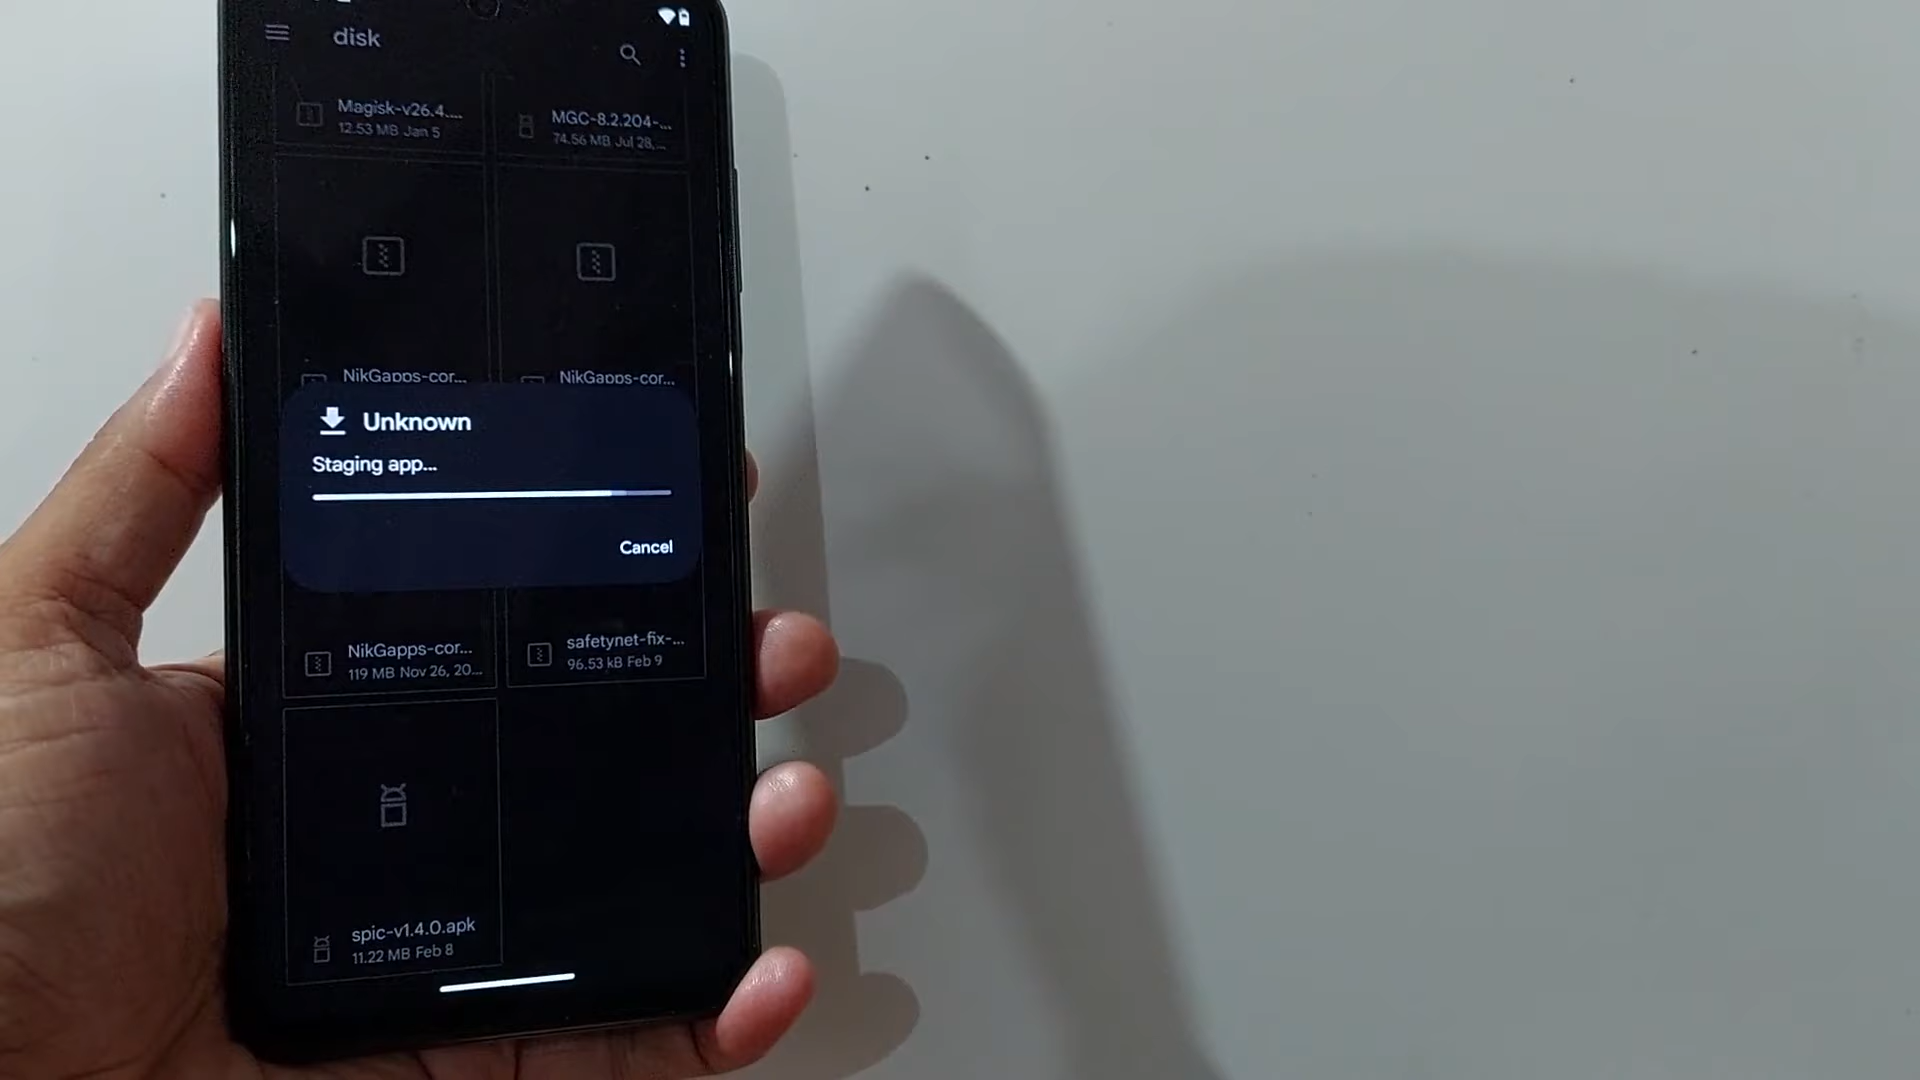 disk
Magisk-v26.4....
12.53 MB Jan 5
MGC-8.2.204-...
74.56 MB Jul 28,...
NikGapps-cor...
NikGapps-cor...
Unknown
Staging app...
Cancel
NikGapps-cor...
119 MB Nov 26, 20...
safetynet-fix-...
96.53 kB Feb 9
spic-v1.4.0.apk
11.22 MB Feb 8